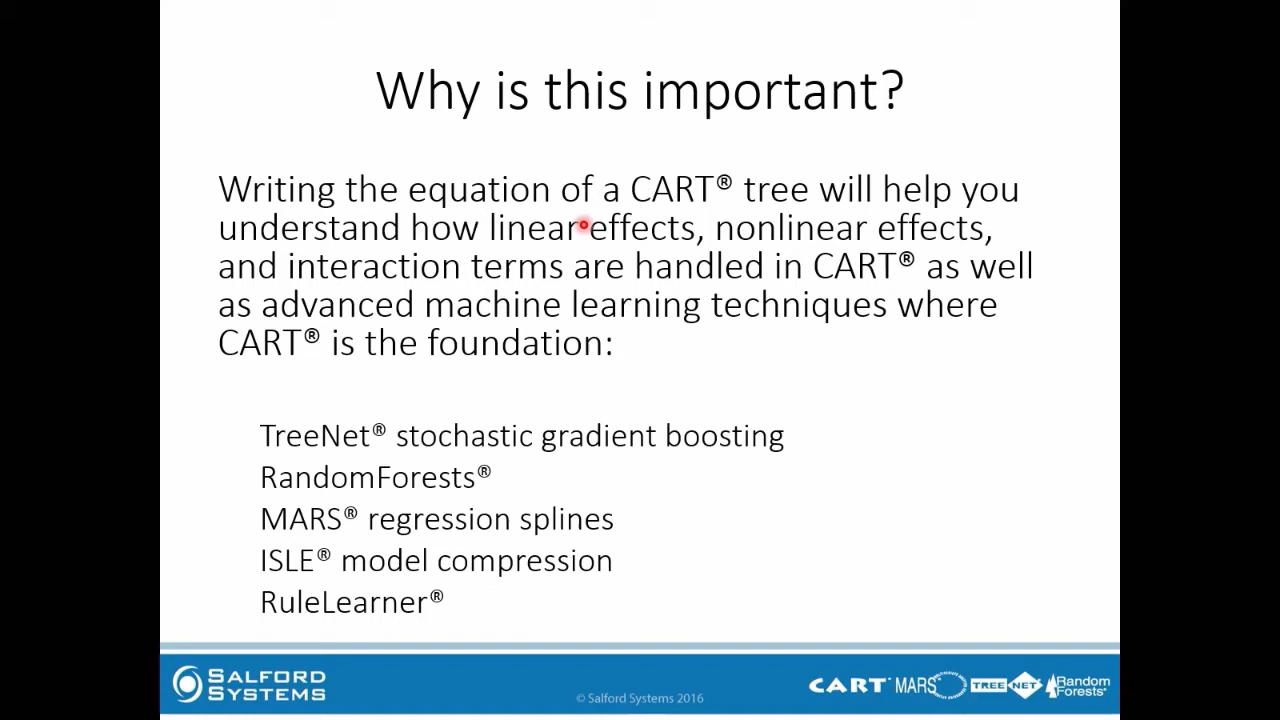 Why is this important?
Writing the equation of a CART® tree will help you
understand how linear effects, nonlinear effects,
and interaction terms are handled in CART® as well
as advanced machine learning techniques where
CART® is the foundation:
TreeNet® stochastic gradient boosting
RandomForests®
MARS® regression splines
ISLE® model compression
RuleLearner®
SALFORD
SYSTEMS
© Salford Systems 2016
CART® MARS® TREENET® Random
Forests®